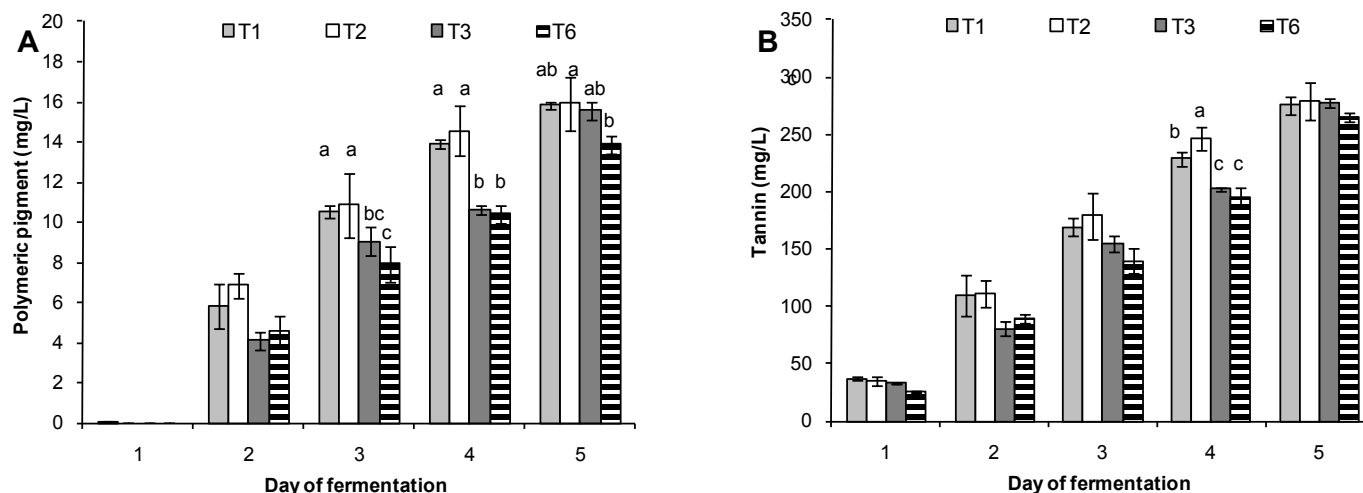 A
T1 T2 T3 T6
Polymeric pigment (mg/L)
20
18
16
14
12
10
8
6
4
2
0
a a bc c
a a b b
ab a ab b
1 2 3 4 5
Day of fermentation
B
T1 T2 T3 T6
Tannin (mg/L)
350
300
250
200
150
100
50
0
c
b a c c
1 2 3 4 5
Day of fermentation